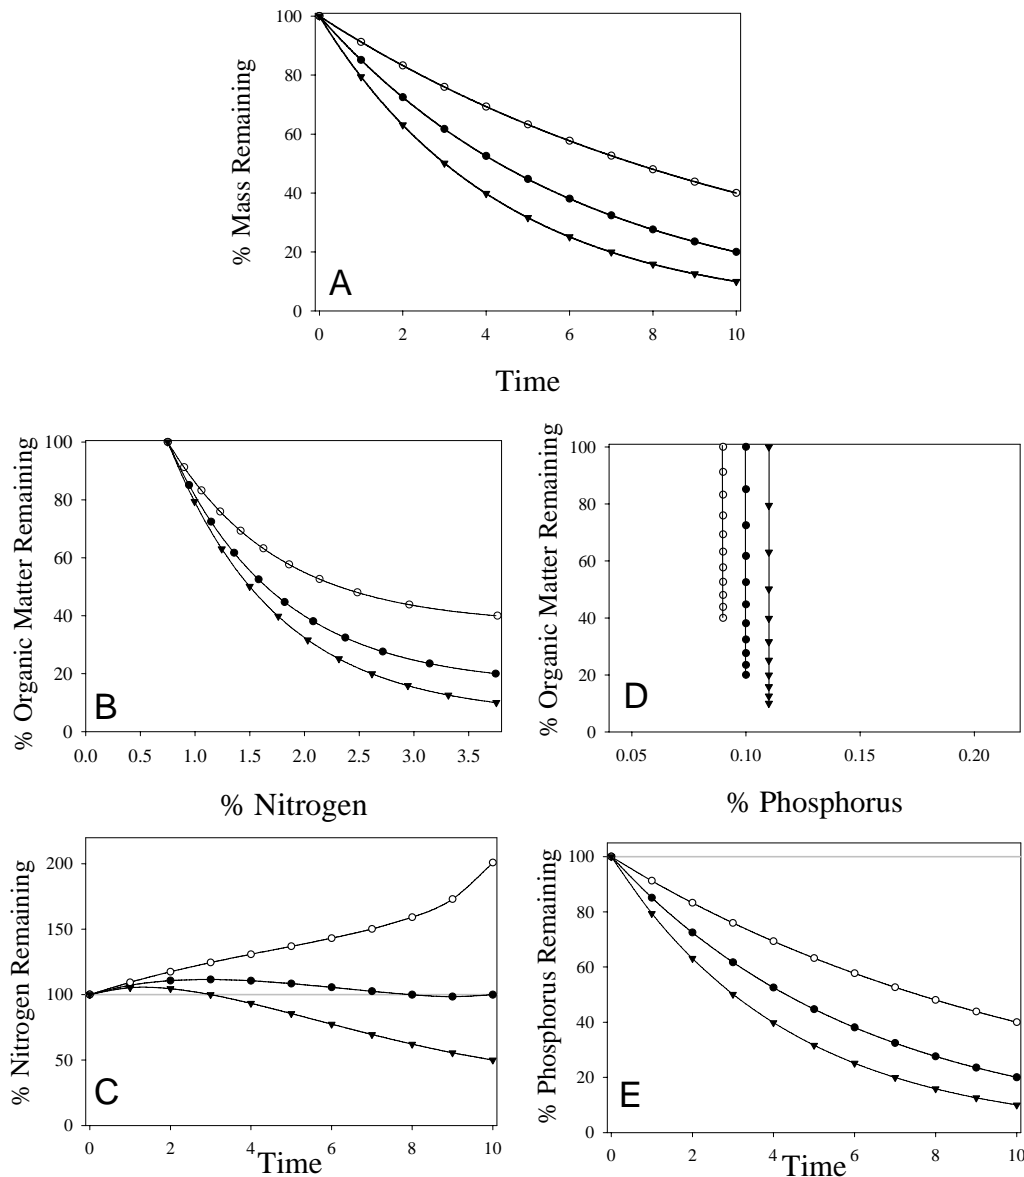 100
80
60
40
20
0
% Mass Remaining
A
0 2 4 6 8 10
Time
100
80
60
40
20
0
% Organic Matter Remaining
B
0.0 0.5 1.0 1.5 2.0 2.5 3.0 3.5
% Nitrogen
100
80
60
40
20
0
% Organic Matter Remaining
D
0.05 0.10 0.15 0.20
% Phosphorus
200
150
100
50
0
% Nitrogen Remaining
C
0 2 4 6 8 10
Time
100
80
60
40
20
0
% Phosphorus Remaining
E
0 2 4 6 8 10
Time